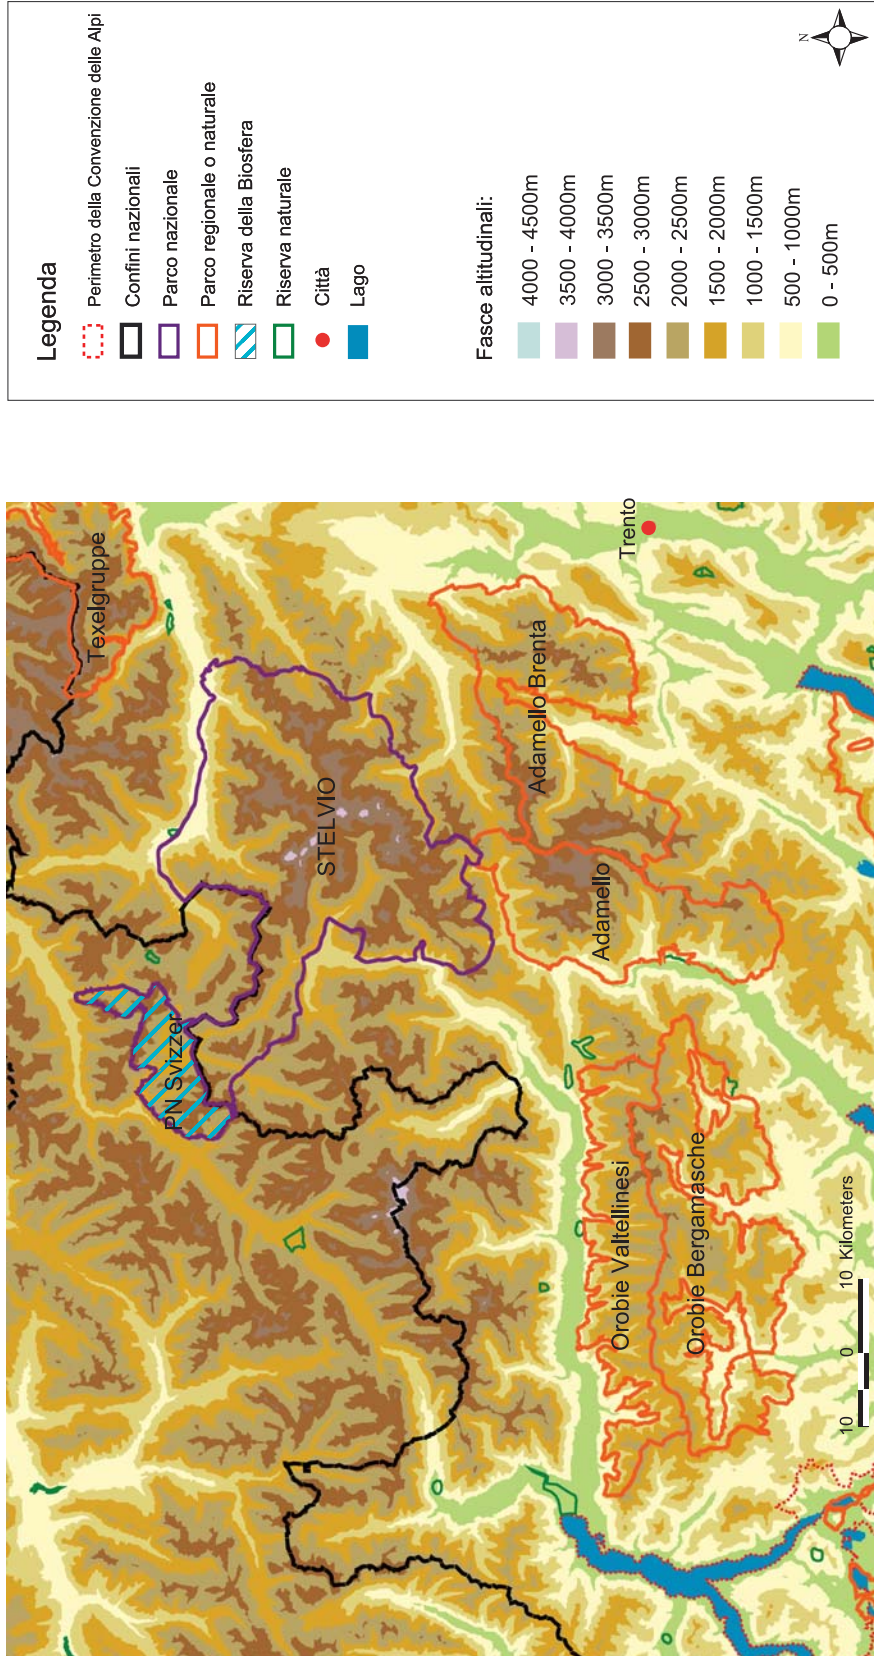 Texelgruppe
STELVIO
PN Svizzer
Trento
Adamello Brenta
Adamello
Orobie Valtellinesi
Orobie Bergamasche
10 0 10 Kilometers
Legenda
Perimetro della Convenzione delle Alpi
Confini nazionali
Parco nazionale
Parco regionale o naturale
Riserva della Biosfera
Riserva naturale
Città
Lago
Fasce altitudinali:
4000 - 4500m
3500 - 4000m
3000 - 3500m
2500 - 3000m
2000 - 2500m
1500 - 2000m
1000 - 1500m
500 - 1000m
0 - 500m
N